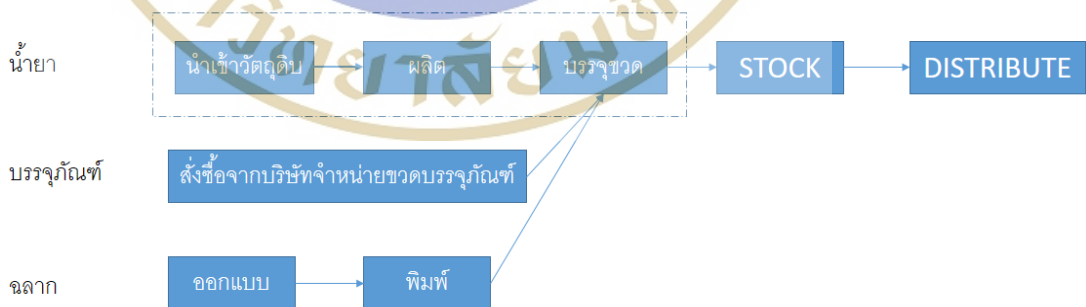 น้ำยา
นำเข้าวัตถุดิบ
ผลิต
บรรจุขวด
STOCK
DISTRIBUTE
บรรจุภัณฑ์
สั่งซื้อจากบริษัทจำหน่ายขวดบรรจุภัณฑ์
ฉลาก
ออกแบบ
พิมพ์